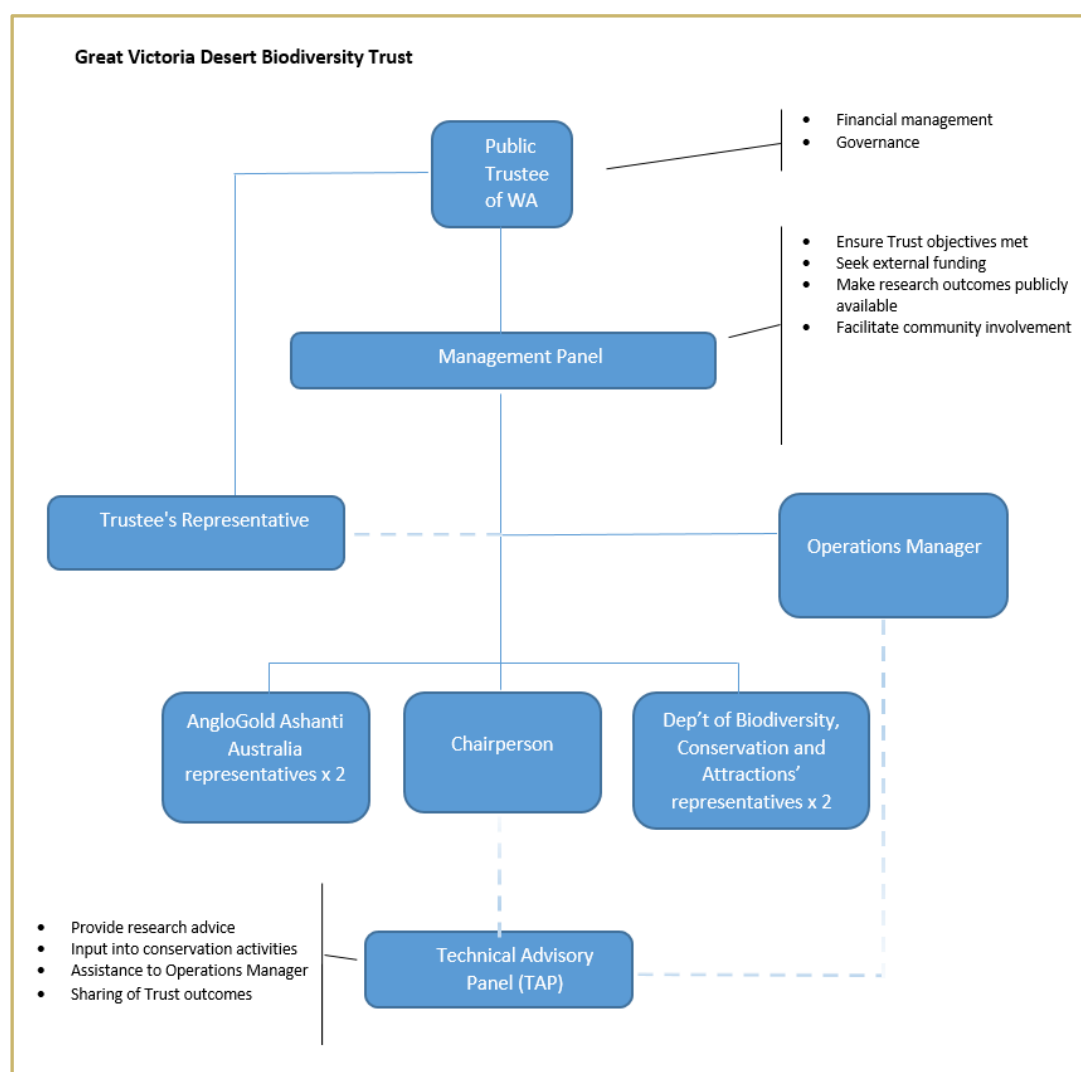 Great Victoria Desert Biodiversity Trust
Public
Trustee
of WA
• Financial management
• Governance
• Ensure Trust objectives met
• Seek external funding
• Make research outcomes publicly
available
• Facilitate community involvement
Management Panel
Trustee's Representative
Operations Manager
AngloGold Ashanti
Australia
representatives x 2
Chairperson
Dep't of Biodiversity,
Conservation and
Attractions'
representatives x 2
• Provide research advice
• Input into conservation activities
• Assistance to Operations Manager
• Sharing of Trust outcomes
Technical Advisory
Panel (TAP)